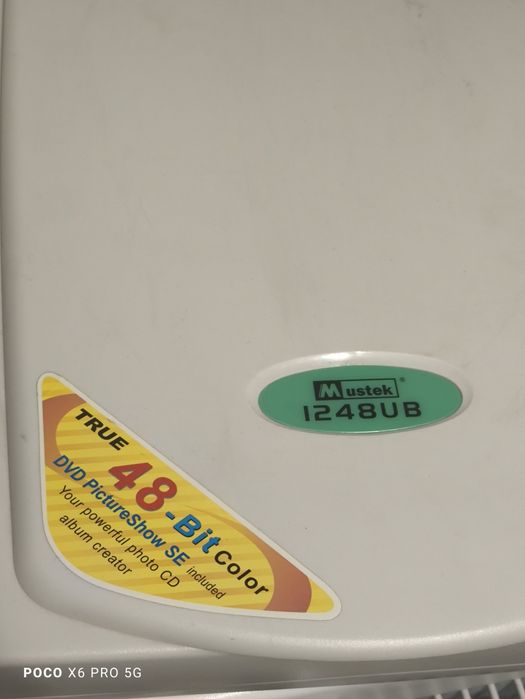 Mustek®
1248UB
TRUE
48-Bit Color
DVD PictureShow SE included
Your powerful photo CD
album creator
POCO X6 PRO 5G